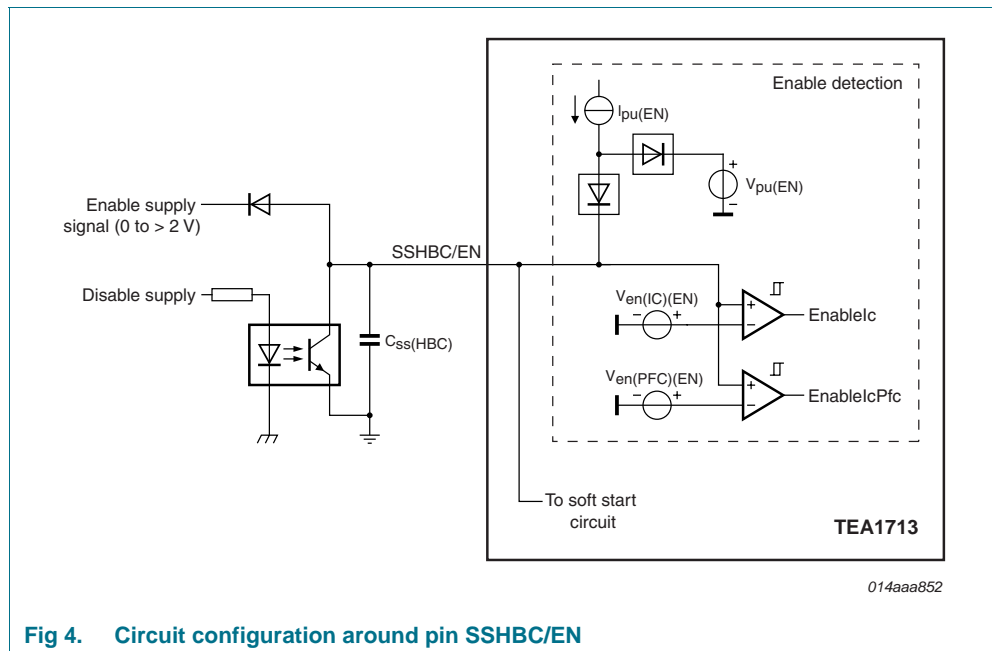 Enable detection
Ipu(EN)
Vpu(EN)
+
-
Enable supply
signal (0 to > 2 V)
SSHBC/EN
Disable supply
Css(HBC)
Ven(IC)(EN)
- +
+
-
EnableIc
Ven(PFC)(EN)
- +
+
-
EnableIcPfc
To soft start
circuit
TEA1713
014aaa852
Fig 4. Circuit configuration around pin SSHBC/EN